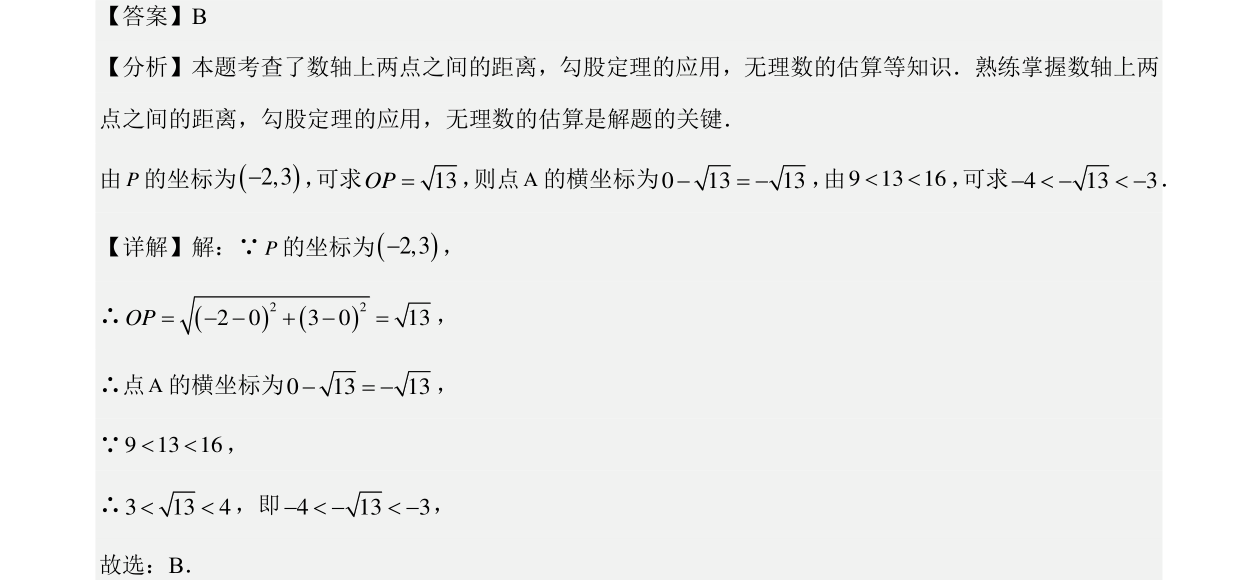 【答案】B
【分析】本题考查了数轴上两点之间的距离，勾股定理的应用，无理数的估算等知识．熟练掌握数轴上两
点之间的距离，勾股定理的应用，无理数的估算是解题的关键．
由 P 的坐标为(−2,3)，可求OP = √13，则点 A 的横坐标为0−√13 = −√13，由9<13<16，可求−4<−√13<−3．
【详解】解：∵ P 的坐标为(−2,3)，
∴OP = √((−2−0)²+(3−0)²) = √13，
∴点 A 的横坐标为0−√13 = −√13，
∵9<13<16，
∴3<√13<4，即−4<−√13<−3，
故选：B．